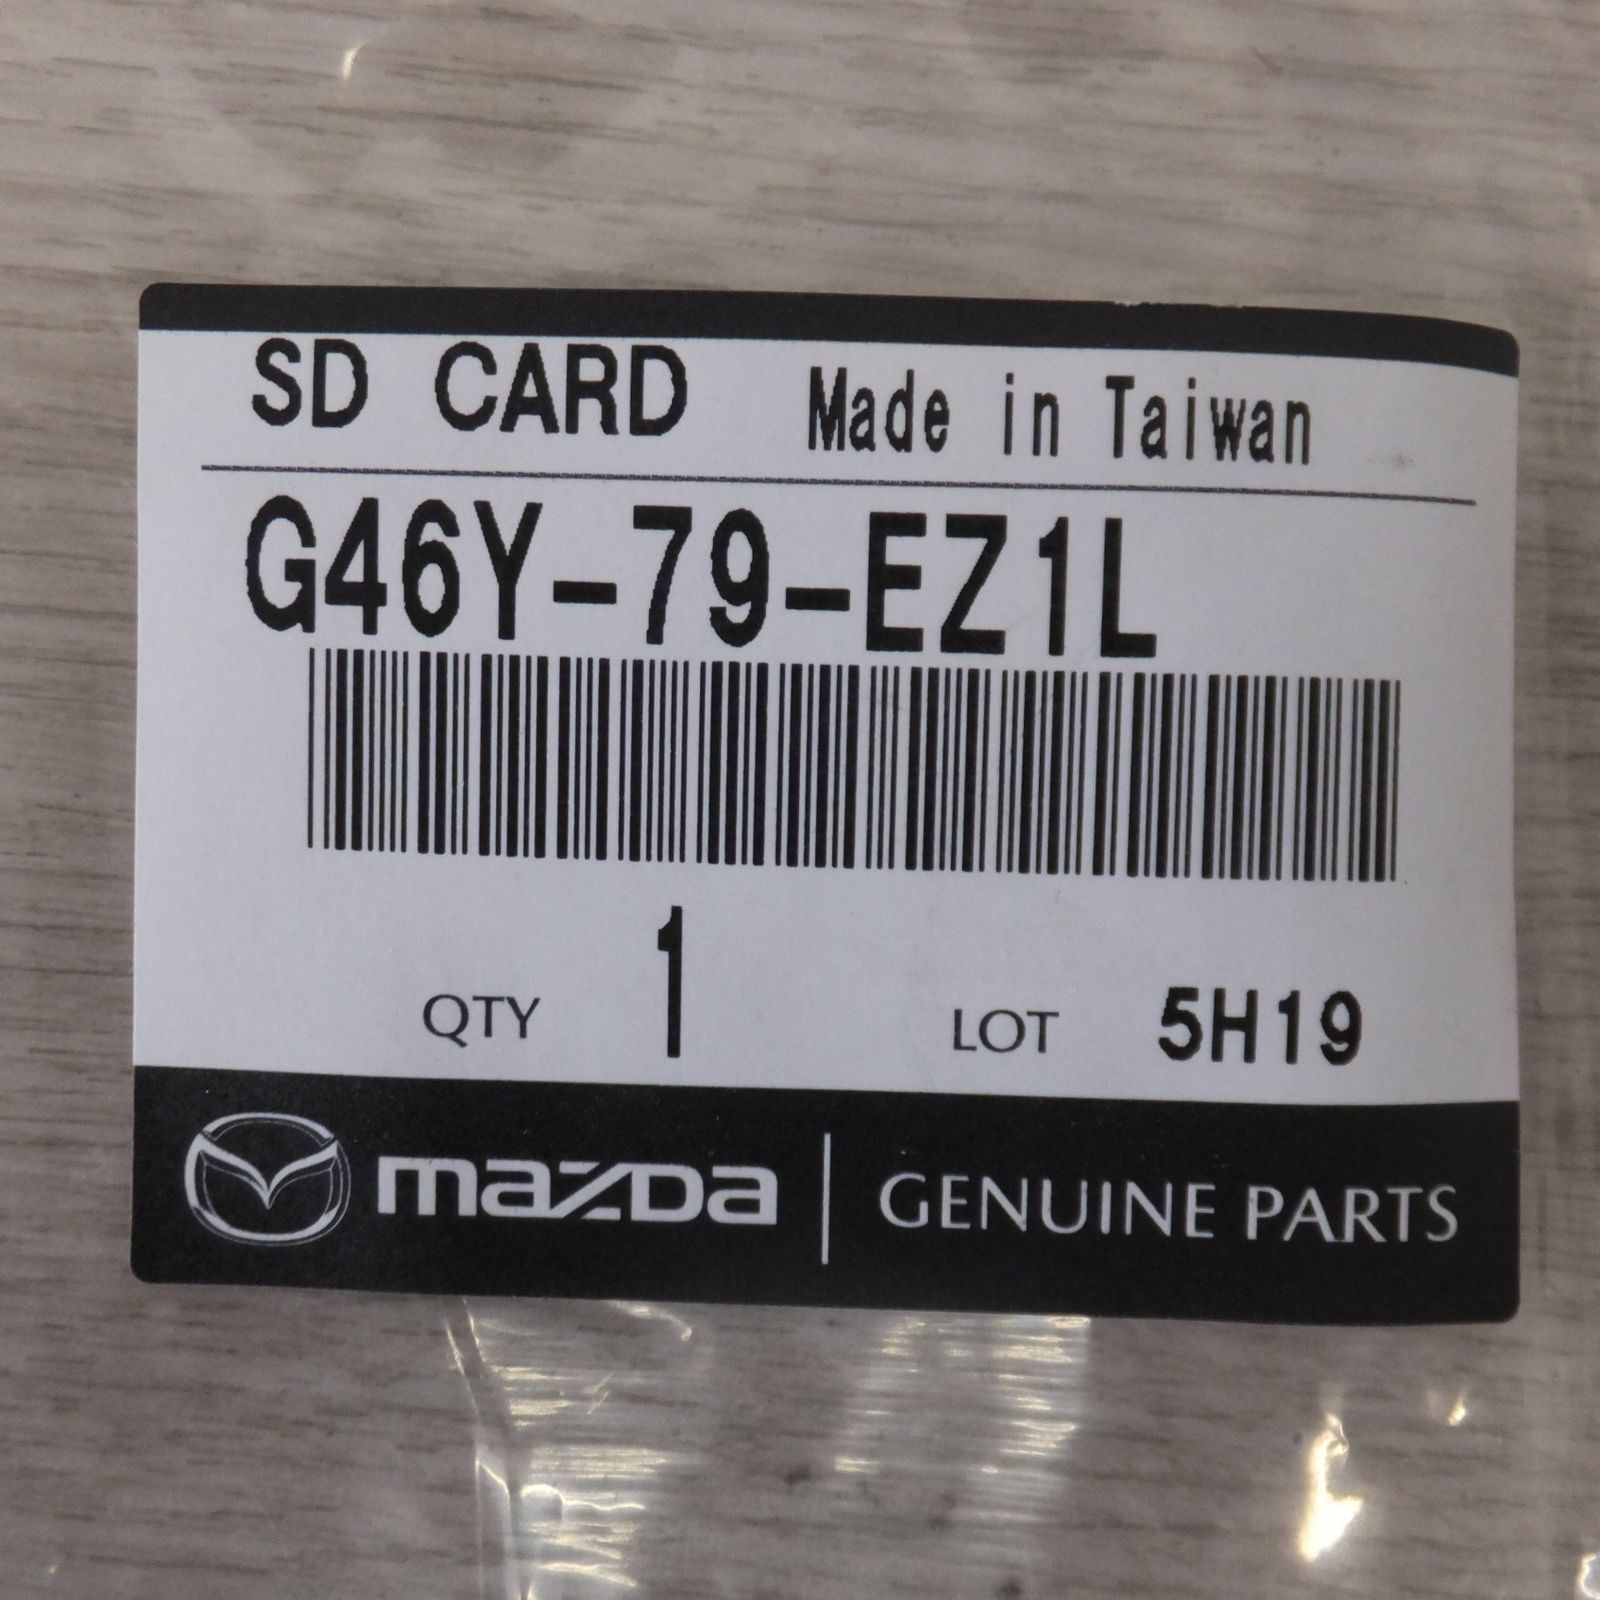 SD CARD Made in Taiwan
G46Y-79-EZ1L
QTY 1 LOT 5H19
mazda GENUINE PARTS